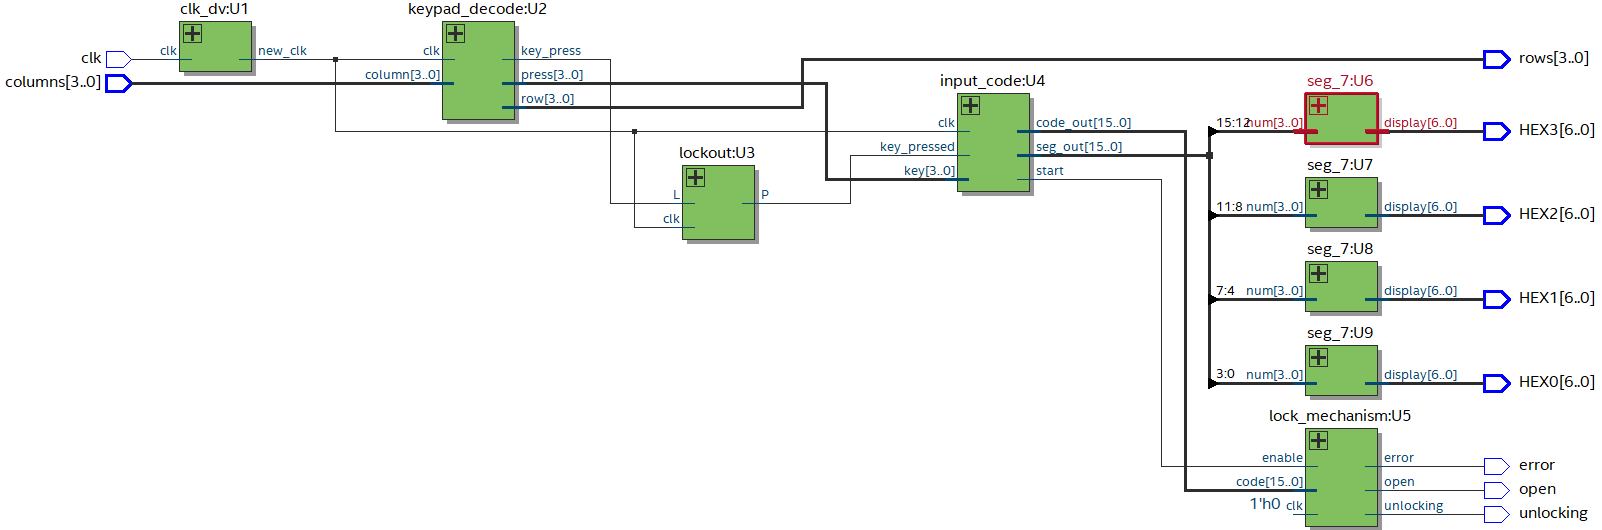 clk_dv:U1
clk
clk
new_clk
columns[3..0]
keypad_decode:U2
clk
column[3..0]
key_press
press[3..0]
row[3..0]
lockout:U3
L
clk
P
input_code:U4
clk
key_pressed
key[3..0]
code_out[15..0]
seg_out[15..0]
start
rows[3..0]
seg_7:U6
15:12
num[3..0]
display[6..0]
HEX3[6..0]
seg_7:U7
11:8
num[3..0]
display[6..0]
HEX2[6..0]
seg_7:U8
7:4
num[3..0]
display[6..0]
HEX1[6..0]
seg_7:U9
3:0
num[3..0]
display[6..0]
HEX0[6..0]
lock_mechanism:U5
enable
code[15..0]
1'h0 clk
error
open
unlocking
error
open
unlocking